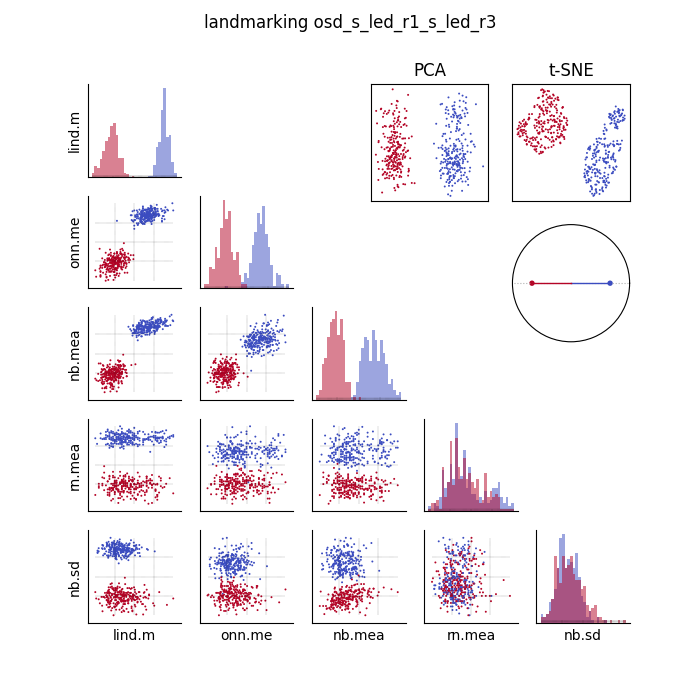 landmarking osd_s_led_r1_s_led_r3
PCA
t-SNE
lind.m
onn.me
nb.mea
rn.mea
nb.sd
lind.m
onn.me
nb.mea
rn.mea
nb.sd